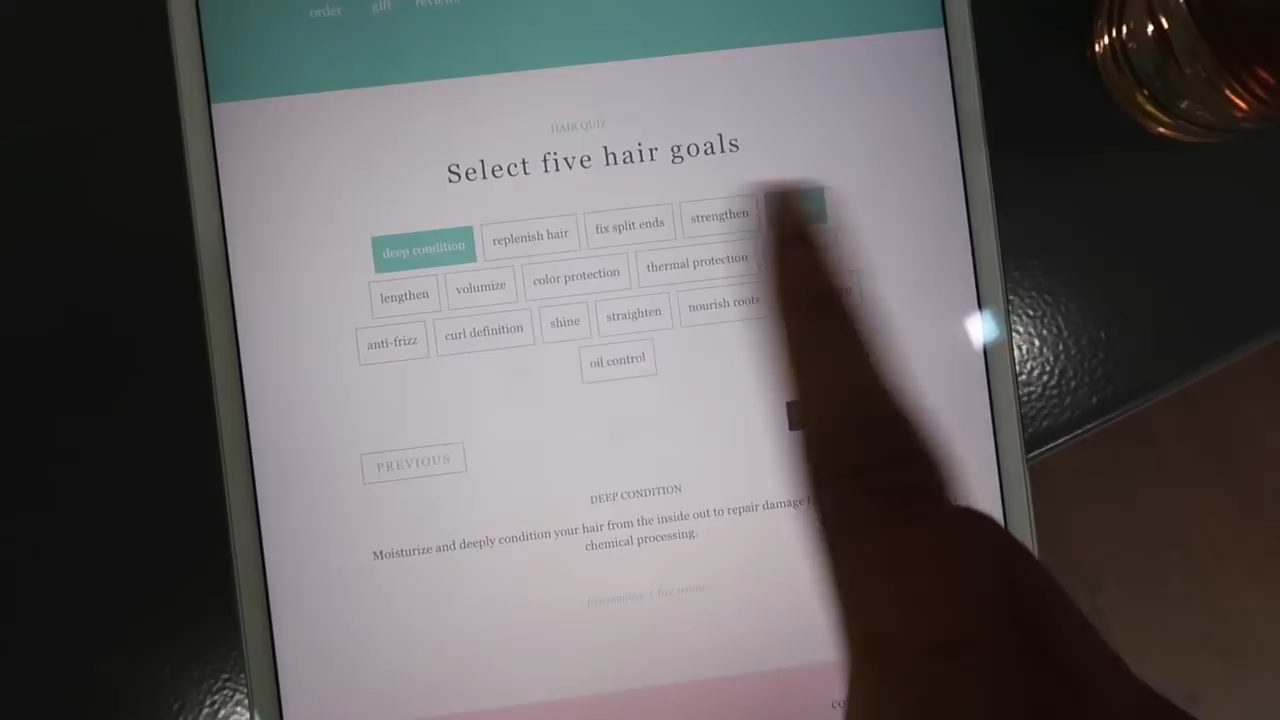 order gift reviews
HAIR QUIZ
Select five hair goals
deep condition replenish hair fix split ends strengthen
lengthen volumize color protection thermal protection
anti-frizz curl definition shine straighten nourish roots
oil control
PREVIOUS
DEEP CONDITION
Moisturize and deeply condition your hair from the inside out to repair damage
chemical processing.